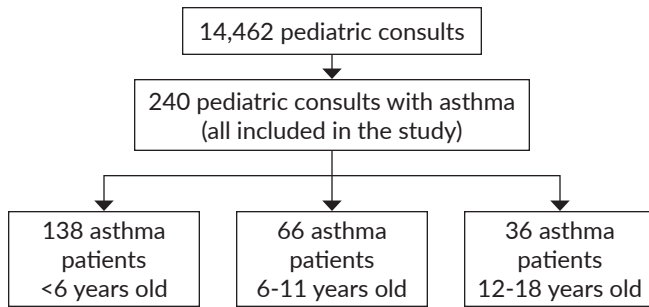 14,462 pediatric consults
240 pediatric consults with asthma
(all included in the study)
138 asthma
patients
<6 years old
66 asthma
patients
6-11 years old
36 asthma
patients
12-18 years old